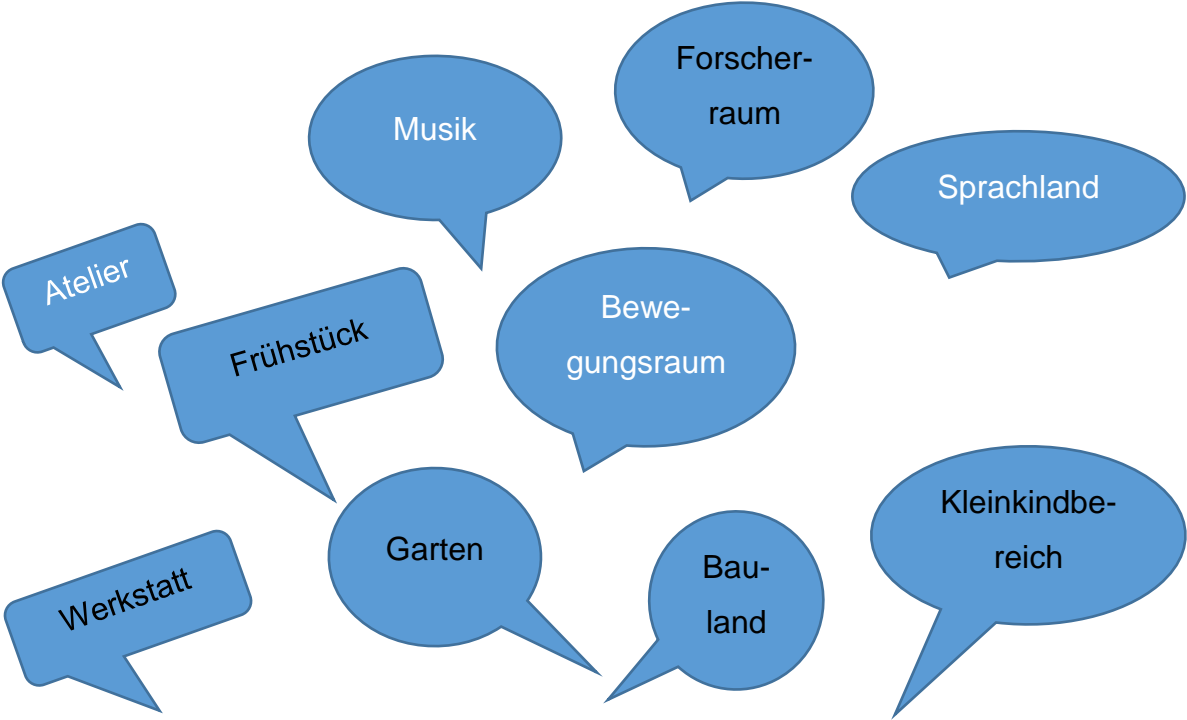 Forscher-
raum
Musik
Sprachland
Atelier
Frühstück
Bewe-
gungsraum
Kleinkindbe-
reich
Garten
Bau-
land
Werkstatt